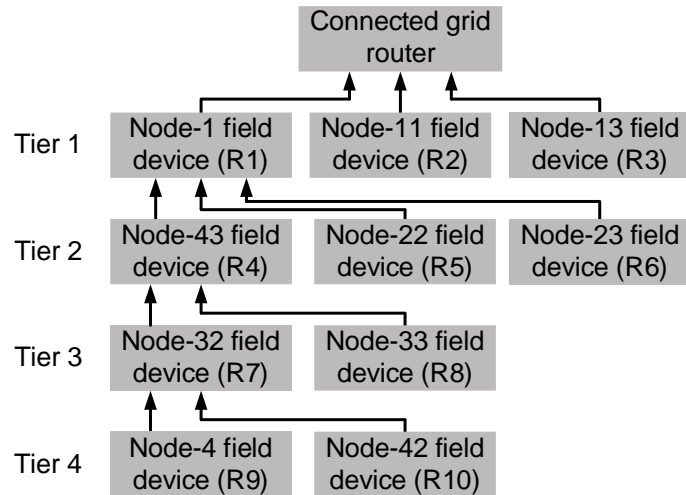 Connected grid
router
Tier 1
Node-1 field
device (R1)
Node-11 field
device (R2)
Node-13 field
device (R3)
Tier 2
Node-43 field
device (R4)
Node-22 field
device (R5)
Node-23 field
device (R6)
Tier 3
Node-32 field
device (R7)
Node-33 field
device (R8)
Tier 4
Node-4 field
device (R9)
Node-42 field
device (R10)